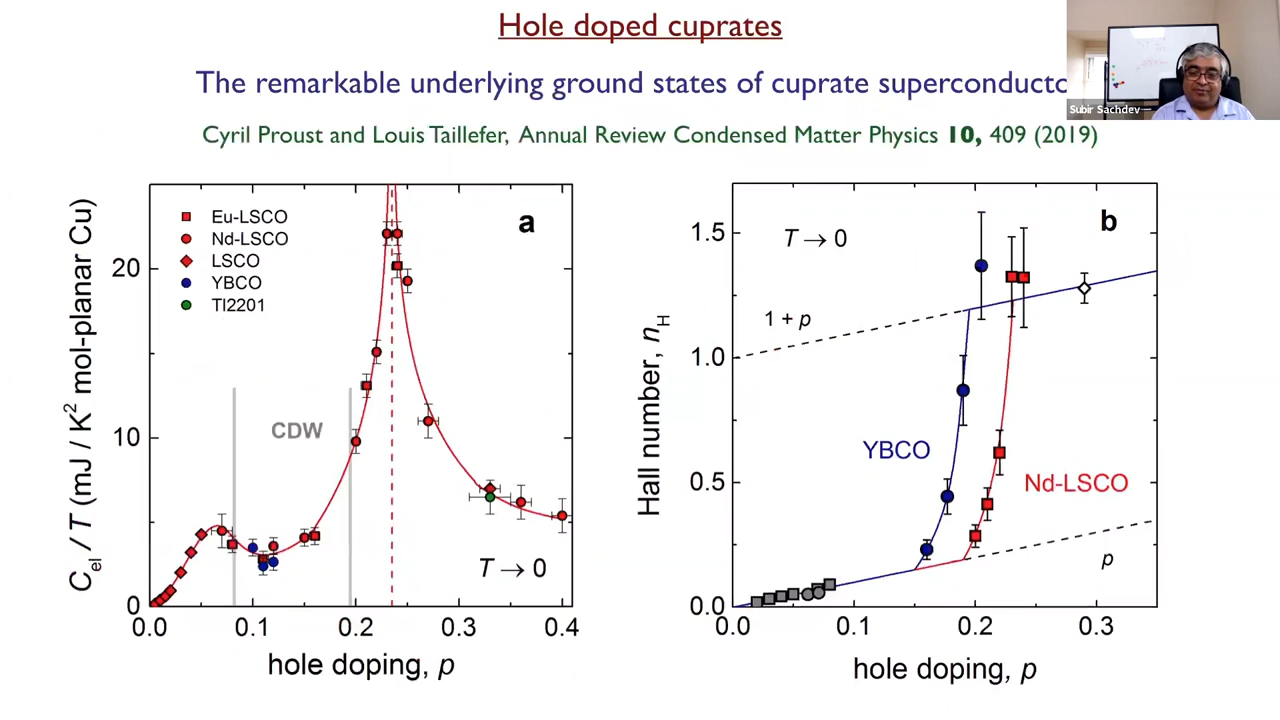 Hole doped cuprates
The remarkable underlying ground states of cuprate superconducto
Subir Sachdev
Cyril Proust and Louis Taillefer, Annual Review Condensed Matter Physics 10, 409 (2019)
C_el / T (mJ / K² mol-planar Cu)
20
10
0
Eu-LSCO
Nd-LSCO
LSCO
YBCO
Tl2201
a
CDW
T → 0
0.0 0.1 0.2 0.3 0.4
hole doping, p
Hall number, n_H
1.5
1.0
0.5
0.0
T → 0
b
1 + p
YBCO
Nd-LSCO
p
0.0 0.1 0.2 0.3
hole doping, p